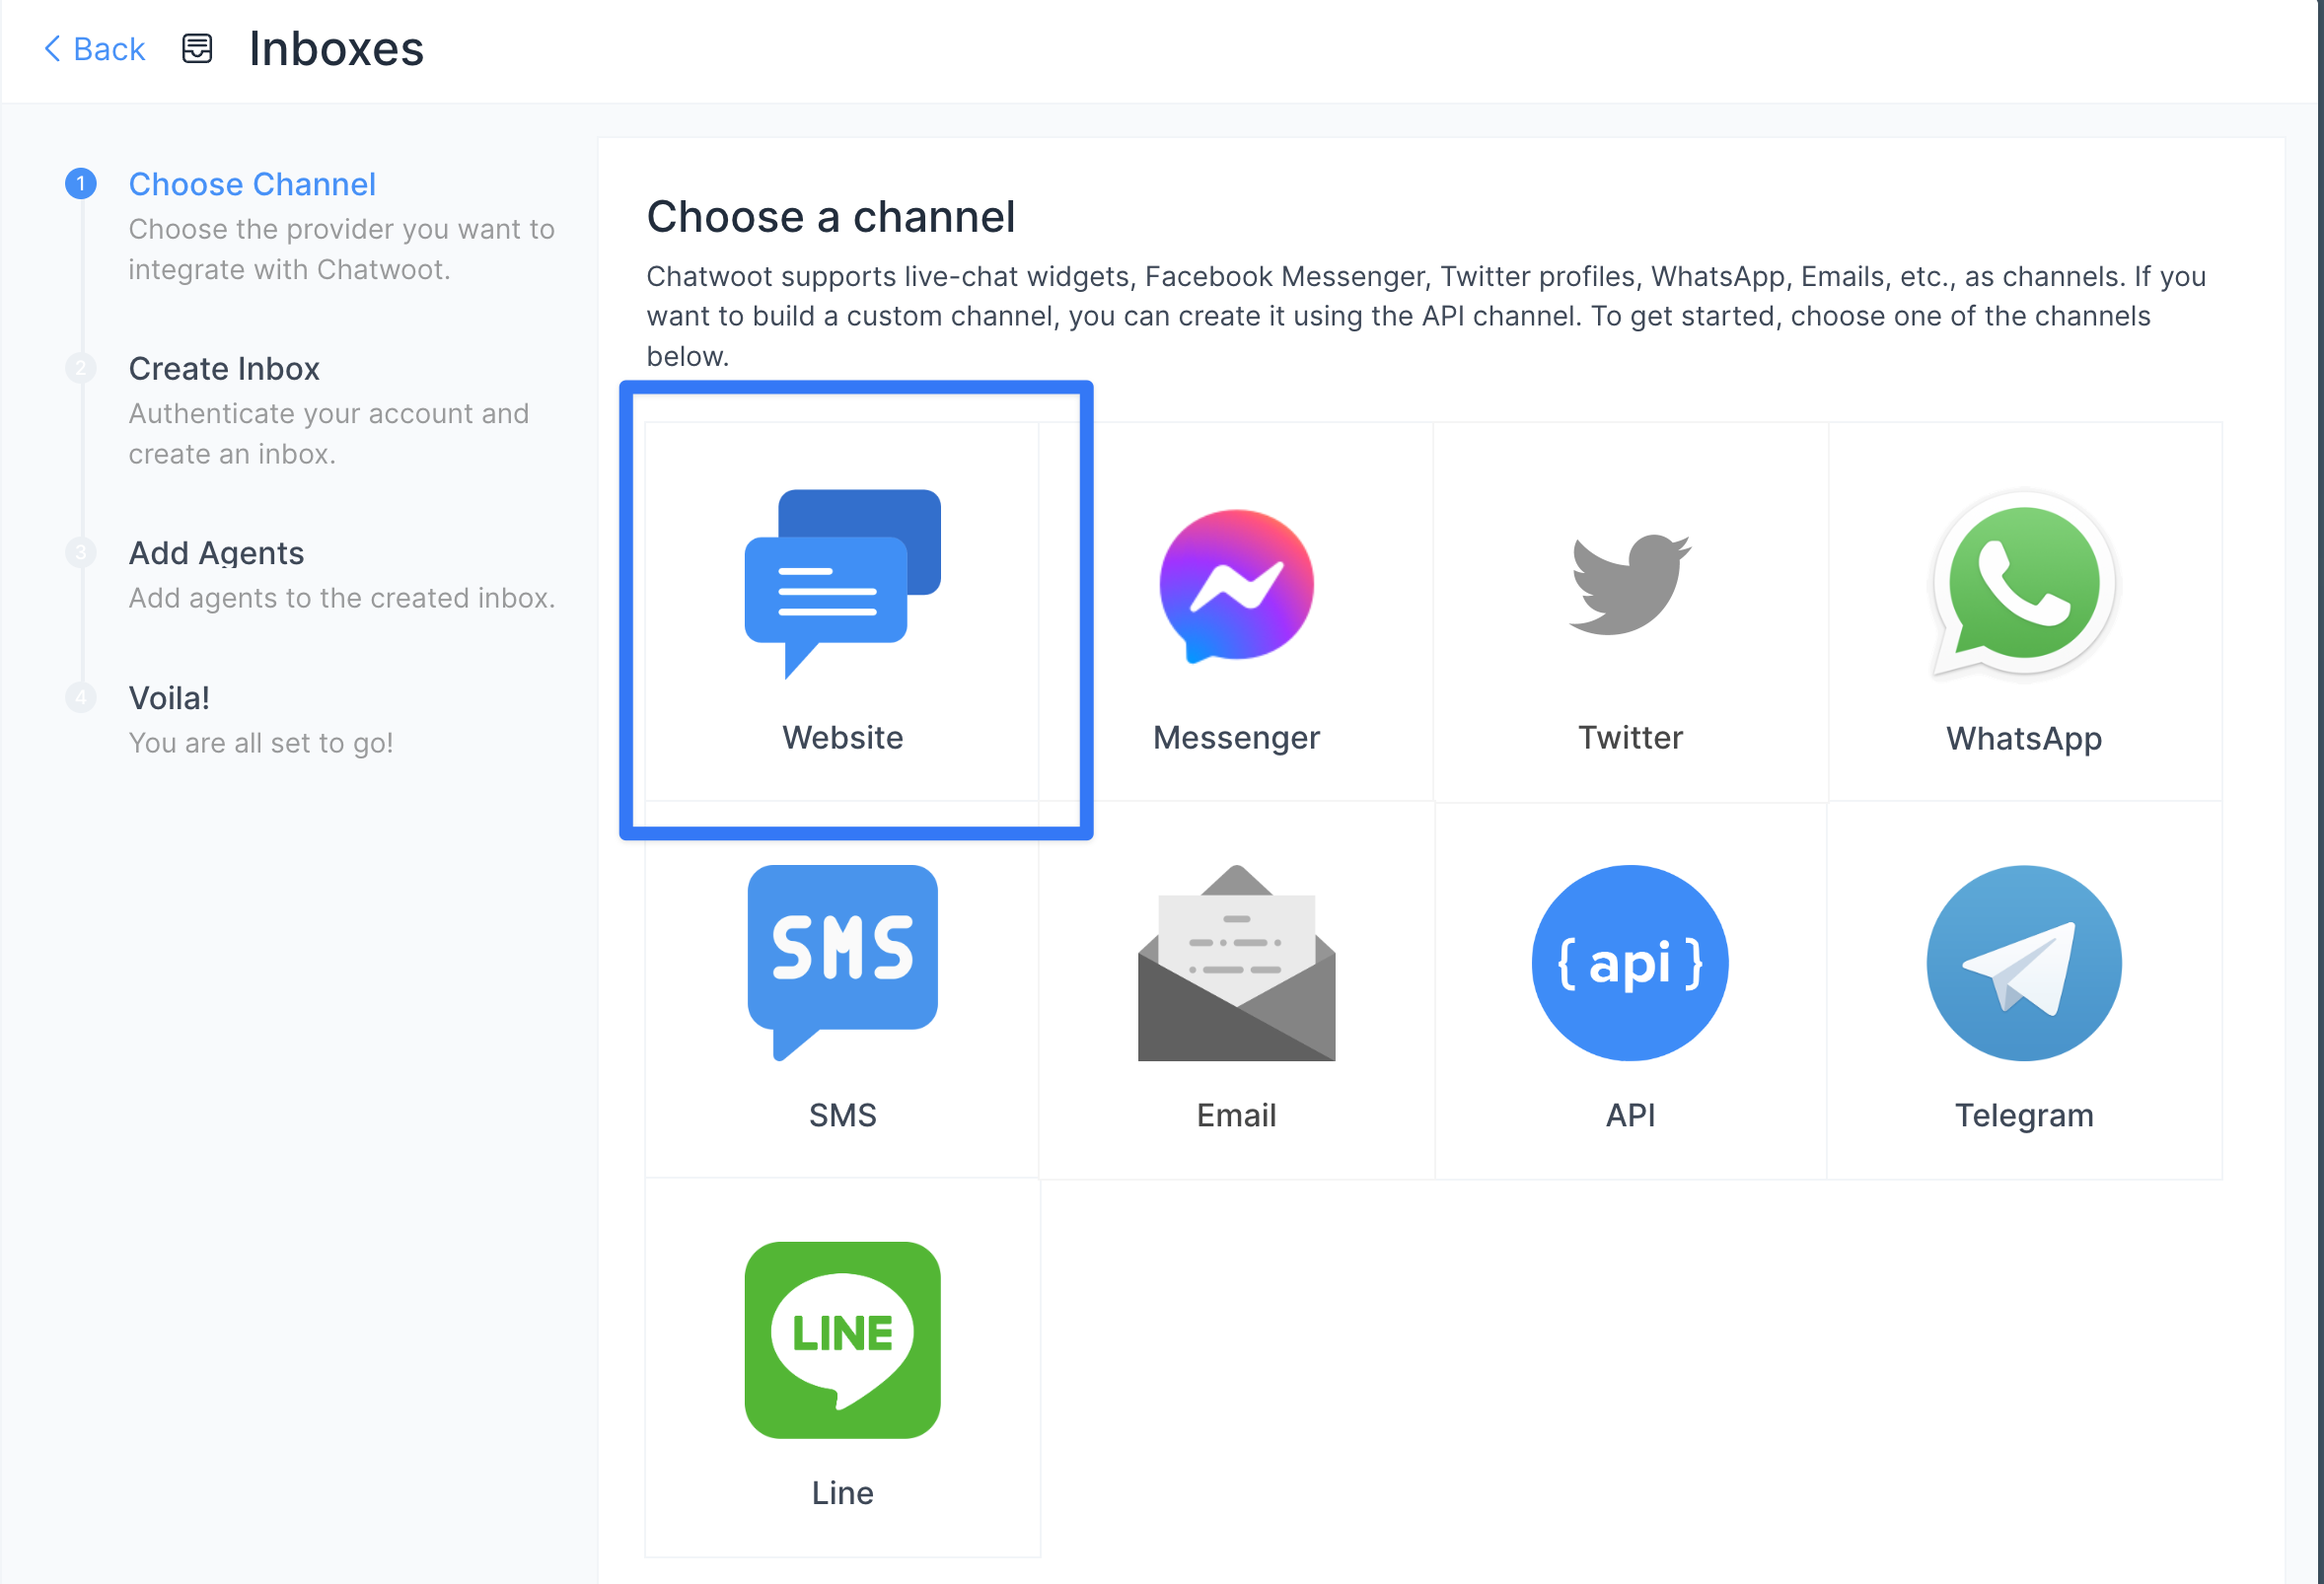 Back
Inboxes
1
Choose Channel
Choose the provider you want to
integrate with Chatwoot.
2
Create Inbox
Authenticate your account and
create an inbox.
3
Add Agents
Add agents to the created inbox.
4
Voila!
You are all set to go!
Choose a channel
Chatwoot supports live-chat widgets, Facebook Messenger, Twitter profiles, WhatsApp, Emails, etc., as channels. If you
want to build a custom channel, you can create it using the API channel. To get started, choose one of the channels
below.
Website
Messenger
Twitter
WhatsApp
SMS
{ api }
SMS
Email
API
Telegram
LINE
Line